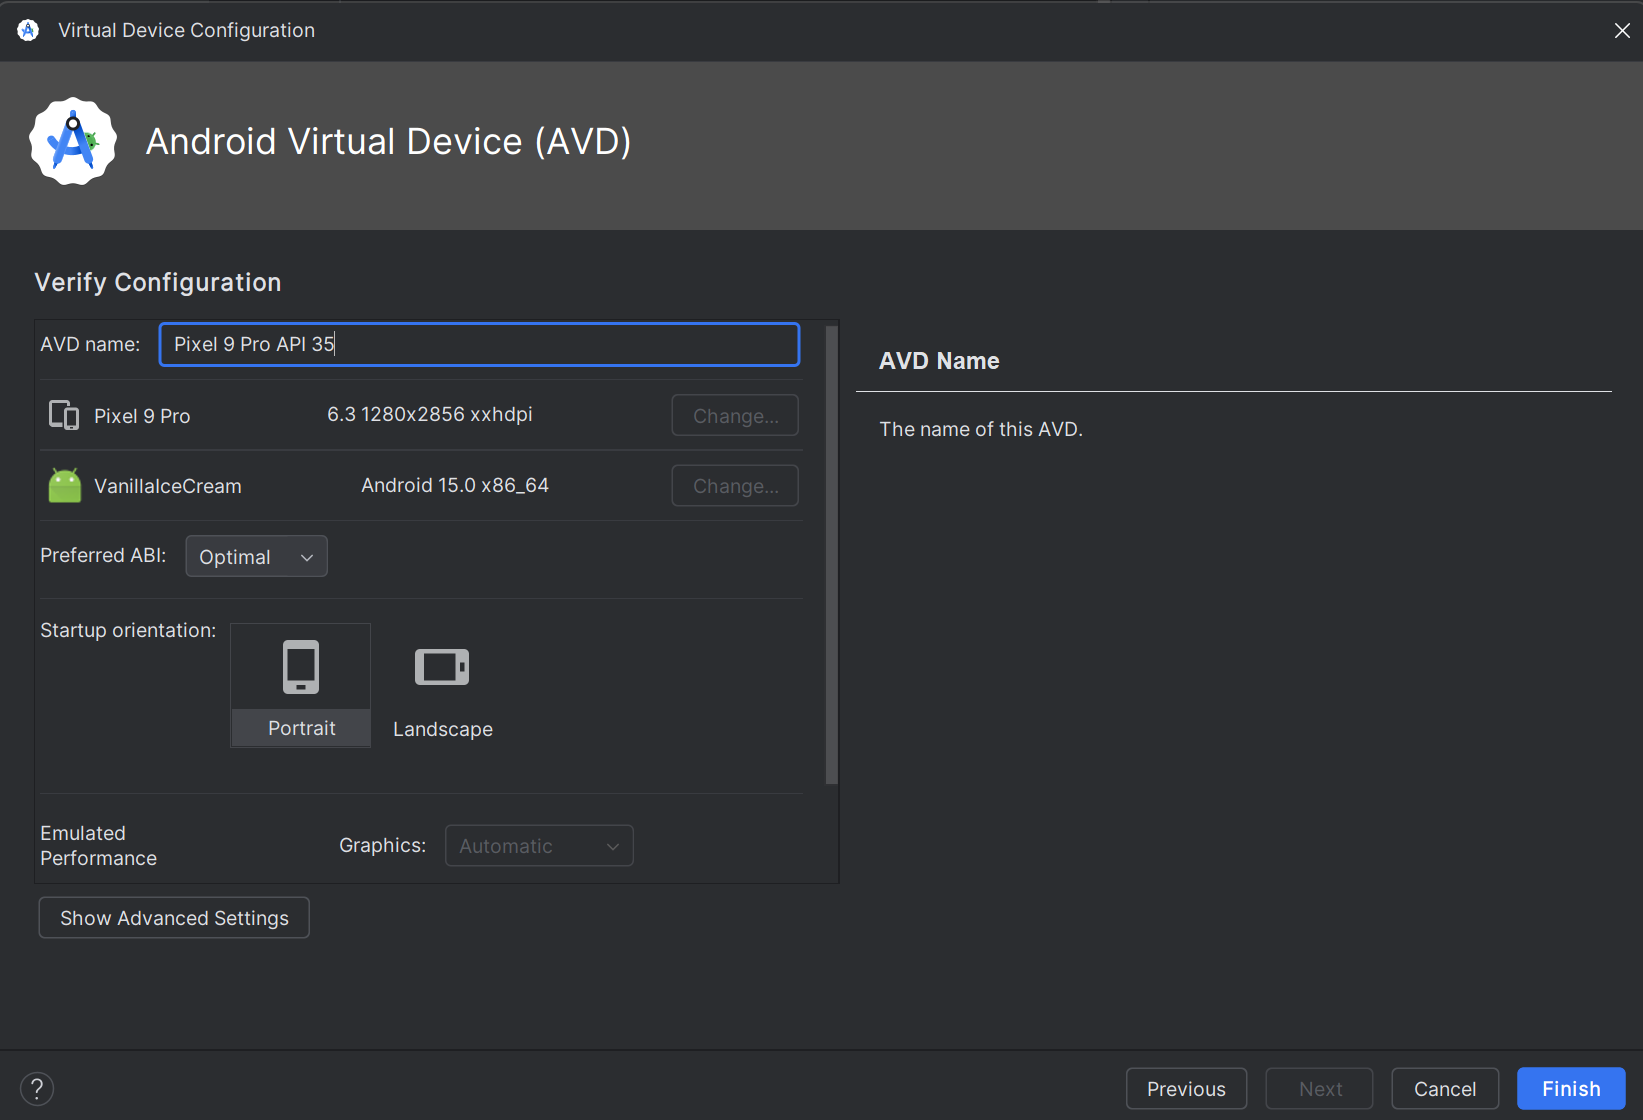 Virtual Device Configuration
Android Virtual Device (AVD)
Verify Configuration
AVD name: Pixel 9 Pro API 35
Pixel 9 Pro 6.3 1280x2856 xxhdpi Change...
VanillaIceCream Android 15.0 x86_64 Change...
Preferred ABI: Optimal
Startup orientation:
Portrait
Landscape
Emulated
Performance
Graphics: Automatic
Show Advanced Settings
AVD Name
The name of this AVD.
?
Previous Next Cancel Finish